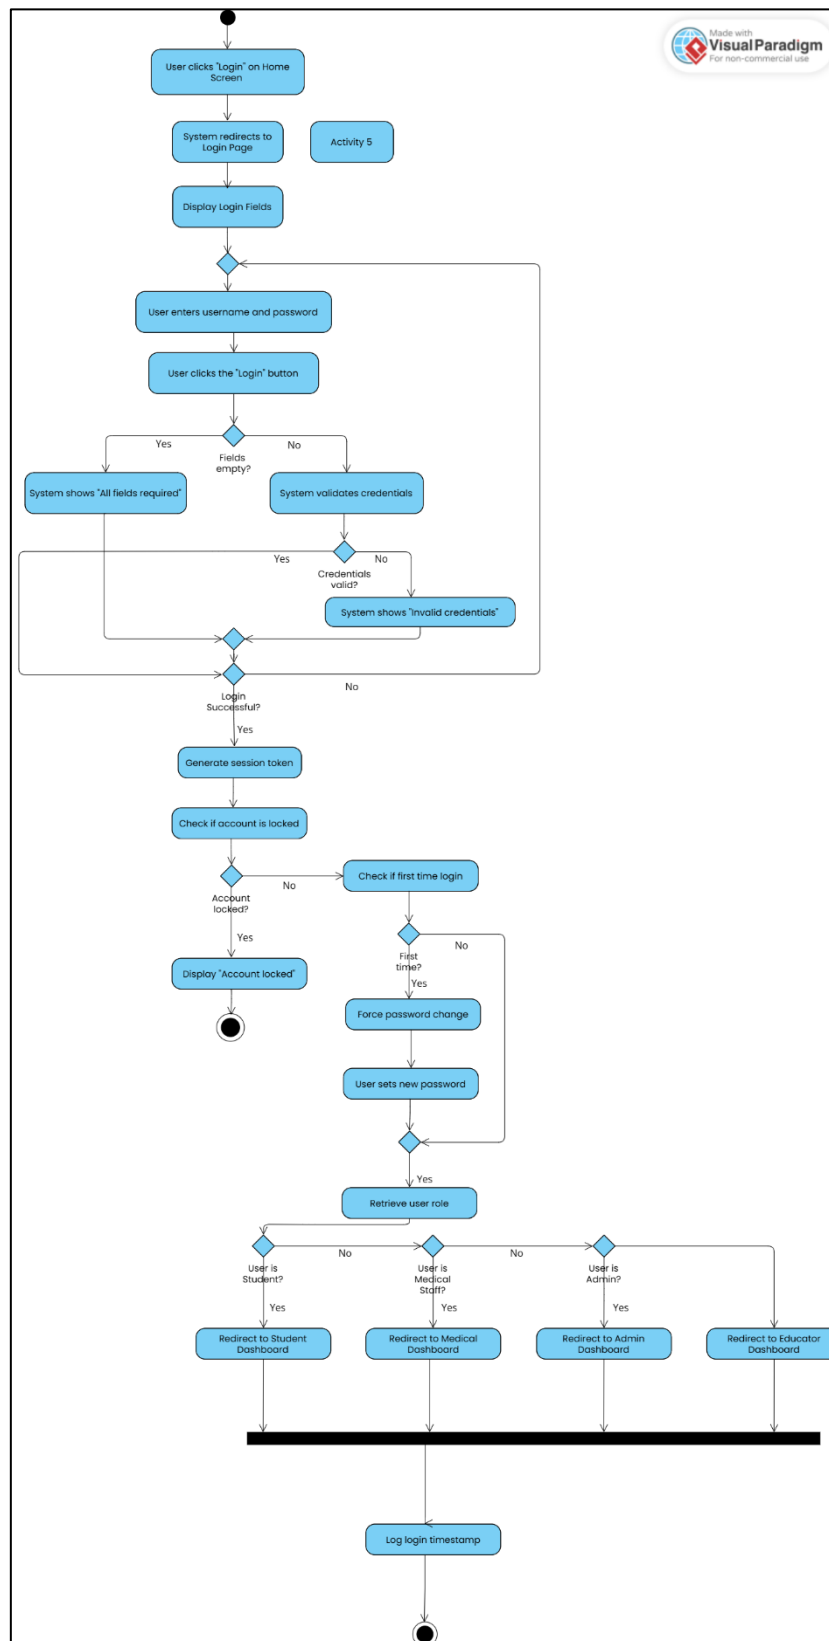 Made with
VisualParadigm
For non-commercial use
User clicks "Login" on Home
Screen
System redirects to
Login Page
Activity 5
Display Login Fields
User enters username and password
User clicks the "Login" button
Yes
No
Fields
empty?
System shows "All fields required"
System validates credentials
Yes
No
Credentials
valid?
System shows "Invalid credentials"
No
Login
Successful?
Yes
Generate session token
Check if account is locked
Check if first time login
No
Account
locked?
Yes
No
First
time?
Yes
Display "Account locked"
Force password change
User sets new password
Yes
Retrieve user role
No
No
User is
Student?
User is
Medical
Staff?
User is
Admin?
Yes
Yes
Yes
Redirect to Student
Dashboard
Redirect to Medical
Dashboard
Redirect to Admin
Dashboard
Redirect to Educator
Dashboard
Log login timestamp